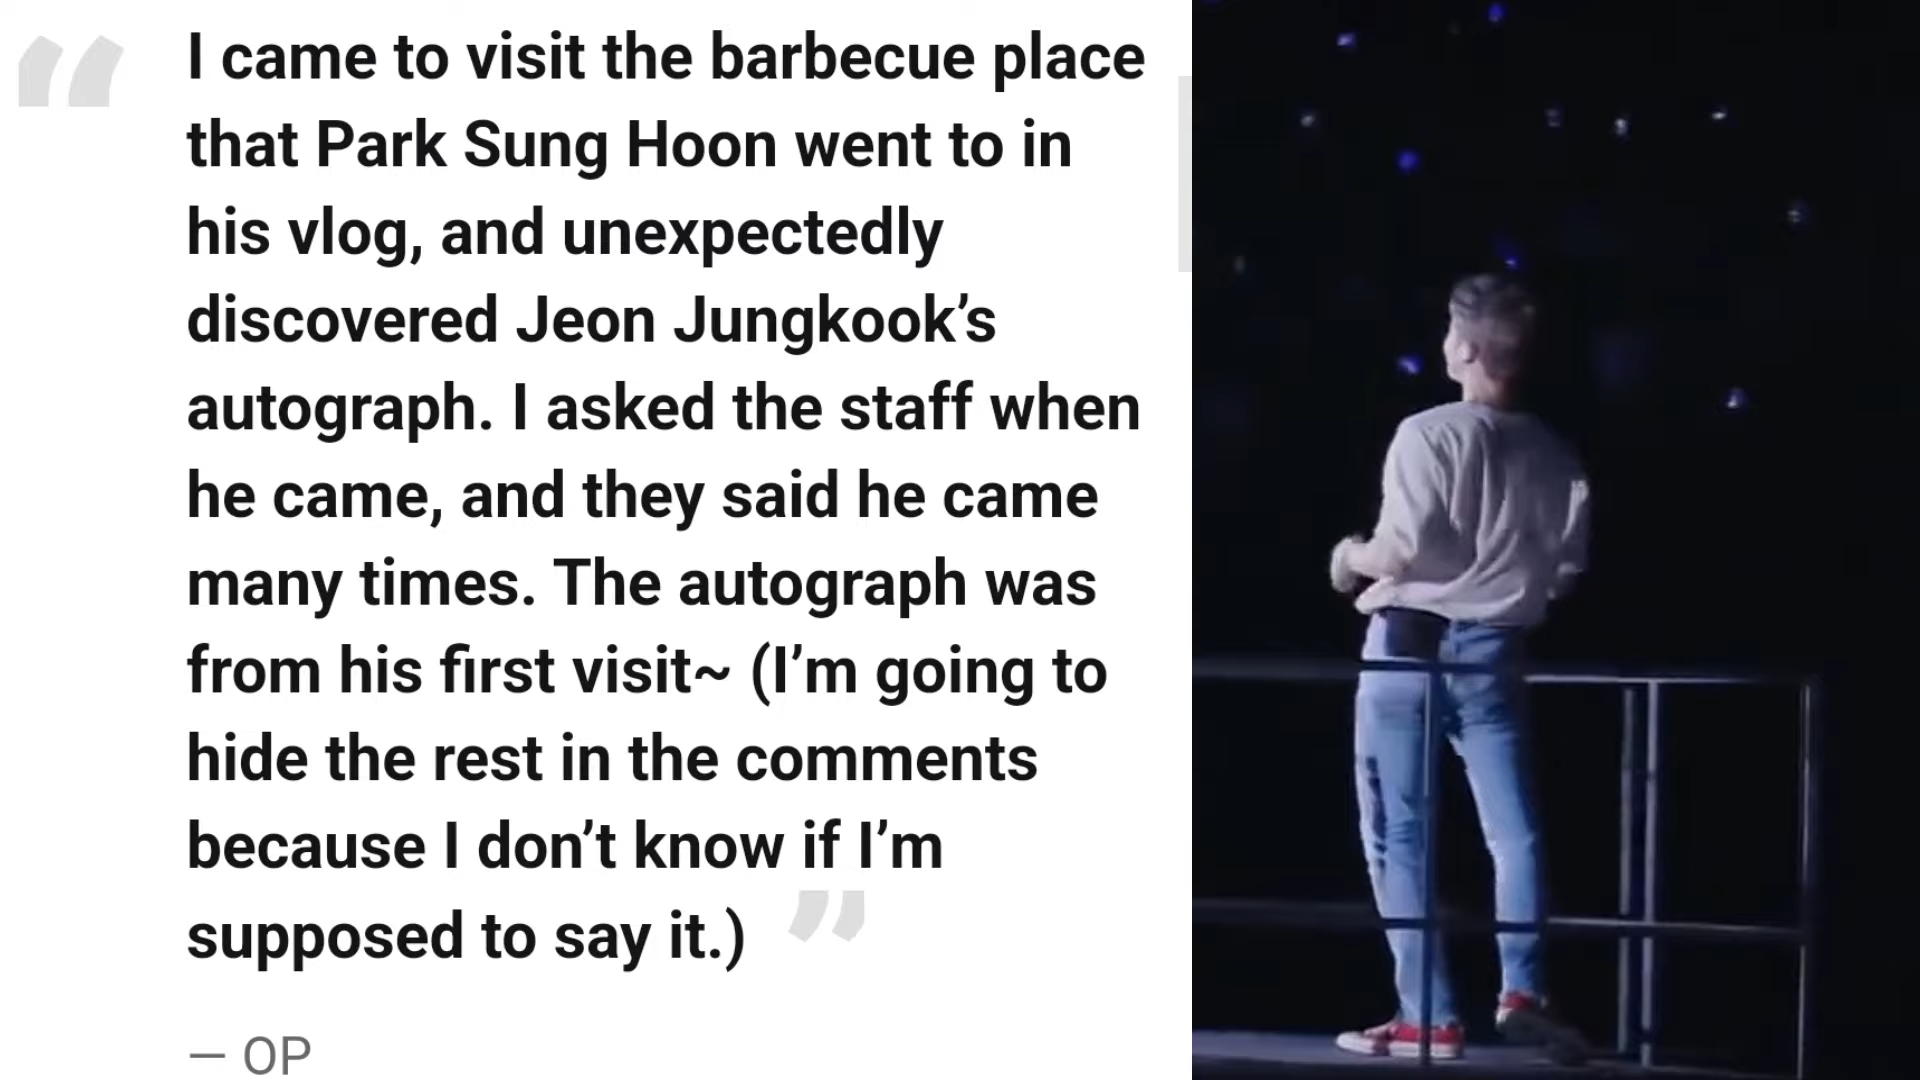 “
I came to visit the barbecue place
that Park Sung Hoon went to in
his vlog, and unexpectedly
discovered Jeon Jungkook’s
autograph. I asked the staff when
he came, and they said he came
many times. The autograph was
from his first visit~ (I’m going to
hide the rest in the comments
because I don’t know if I’m
supposed to say it.) ”
— OP